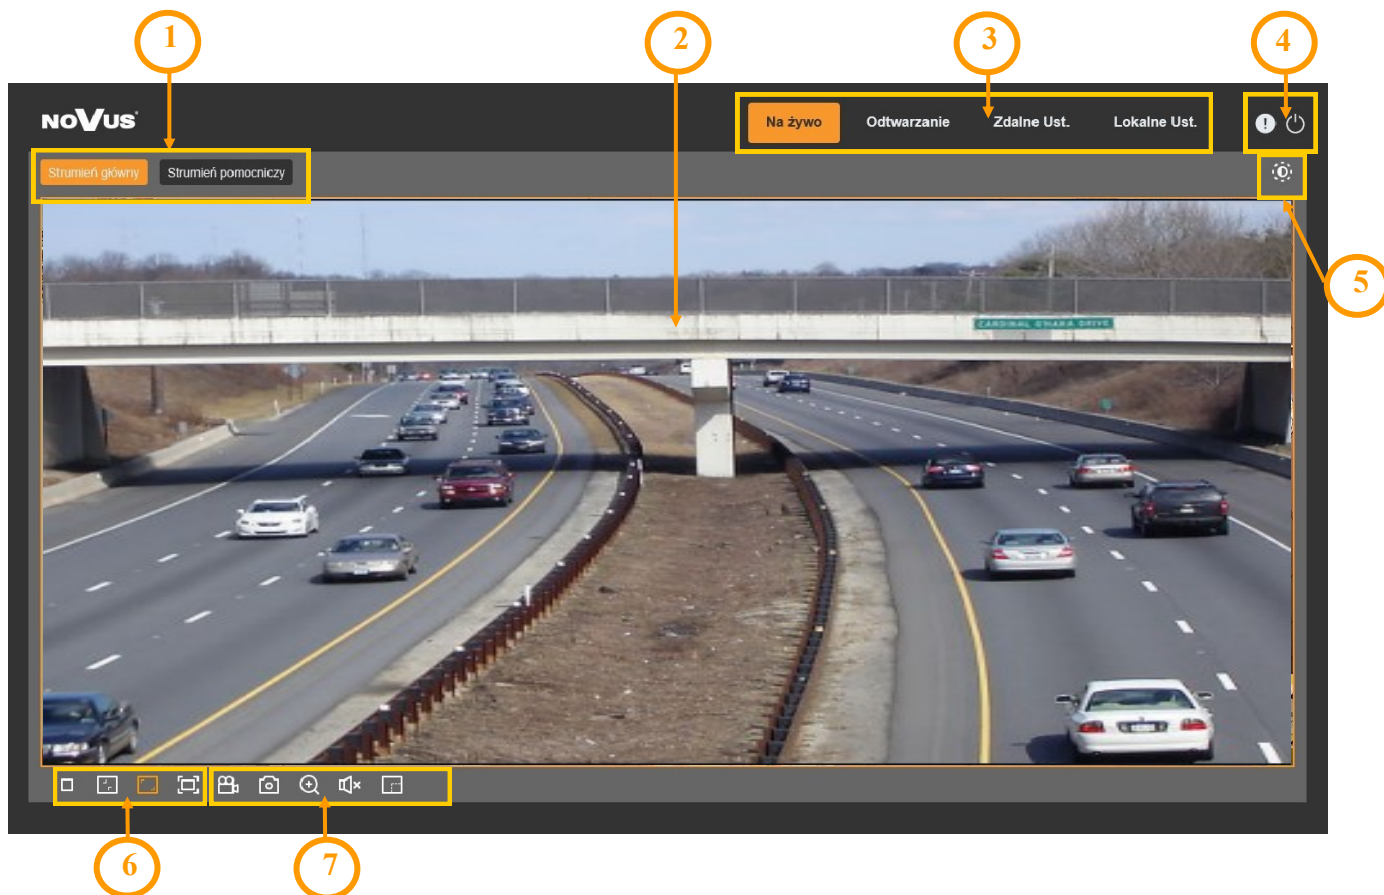 1 2 3 4
NOVUS
Na żywo Odtwarzanie Zdalne Ust. Lokalne Ust.
Strumień główny Strumień pomocniczy
5
CARDINAL O'HARA DRIVE
6 7